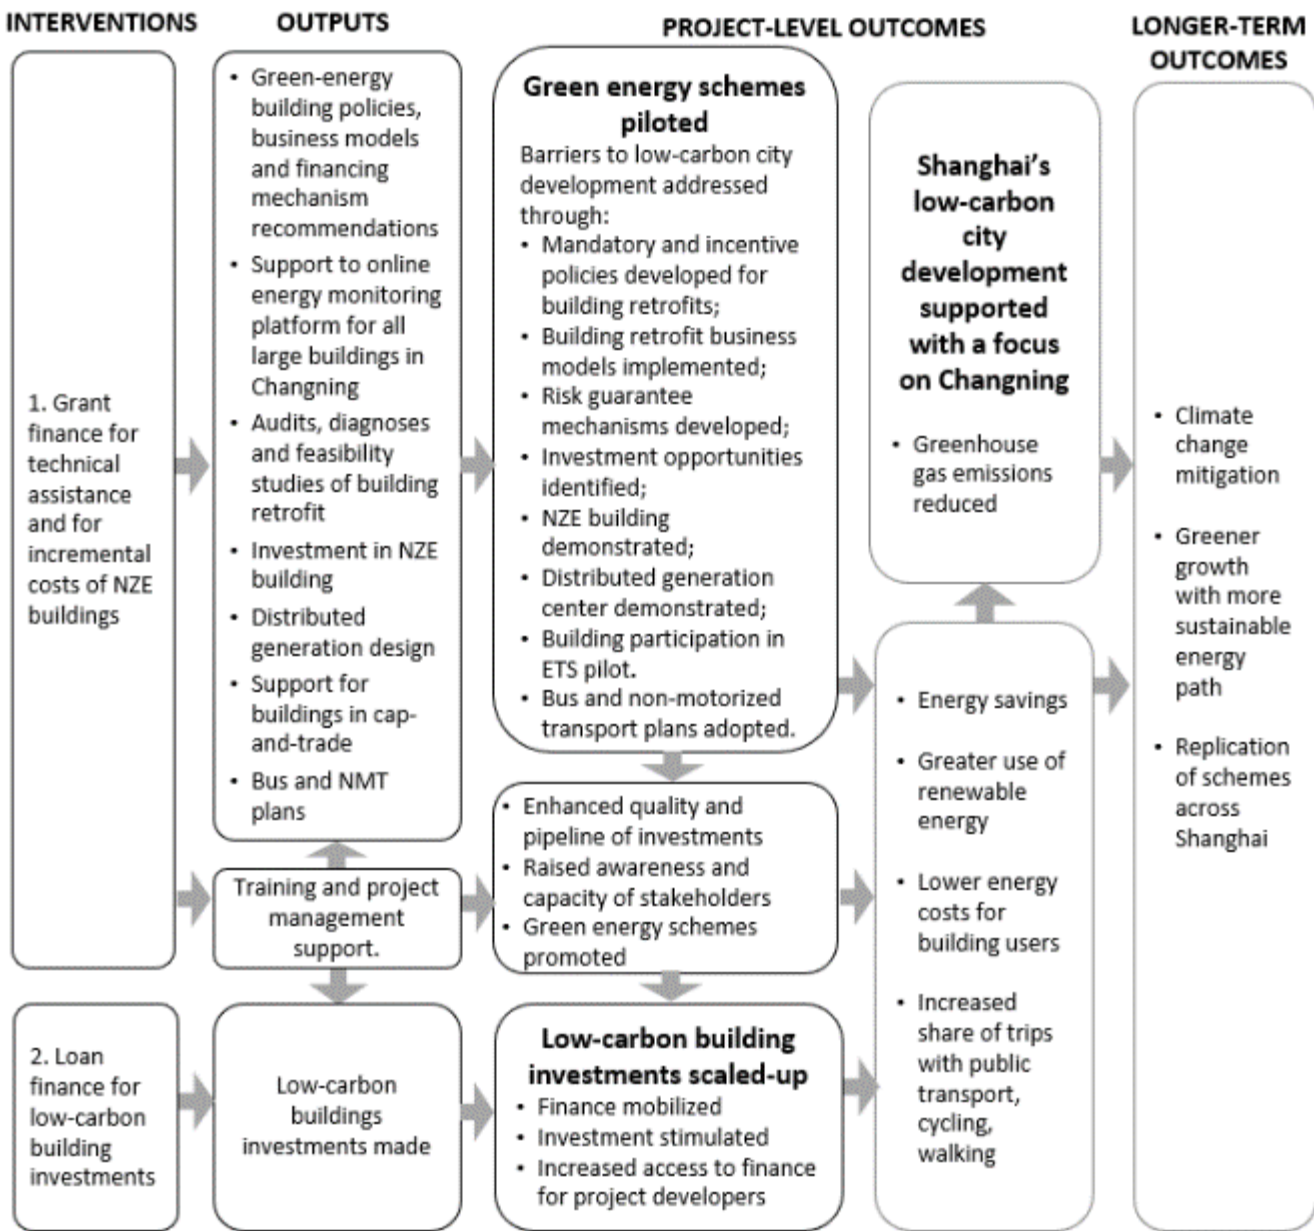 INTERVENTIONS
OUTPUTS
PROJECT-LEVEL OUTCOMES
LONGER-TERM
OUTCOMES
1. Grant
finance for
technical
assistance
and for
incremental
costs of NZE
buildings
• Green-energy
building policies,
business models
and financing
mechanism
recommendations
• Support to online
energy monitoring
platform for all
large buildings in
Changning
• Audits, diagnoses
and feasibility
studies of building
retrofit
• Investment in NZE
building
• Distributed
generation design
• Support for
buildings in cap-
and-trade
• Bus and NMT
plans
Training and project
management
support.
Green energy schemes
piloted
Barriers to low-carbon city
development addressed
through:
• Mandatory and incentive
policies developed for
building retrofits;
• Building retrofit business
models implemented;
• Risk guarantee
mechanisms developed;
• Investment opportunities
identified;
• NZE building
demonstrated;
• Distributed generation
center demonstrated;
• Building participation in
ETS pilot.
• Bus and non-motorized
transport plans adopted.
• Enhanced quality and
pipeline of investments
• Raised awareness and
capacity of stakeholders
• Green energy schemes
promoted
Shanghai's
low-carbon
city
development
supported
with a focus
on Changning
• Greenhouse
gas emissions
reduced
• Energy savings
• Greater use of
renewable
energy
• Lower energy
costs for
building users
• Increased
share of trips
with public
transport,
cycling,
walking
• Climate
change
mitigation
• Greener
growth
with more
sustainable
energy
path
• Replication
of schemes
across
Shanghai
2. Loan
finance for
low-carbon
building
investments
Low-carbon
buildings
investments made
Low-carbon building
investments scaled-up
• Finance mobilized
• Investment stimulated
• Increased access to finance
for project developers